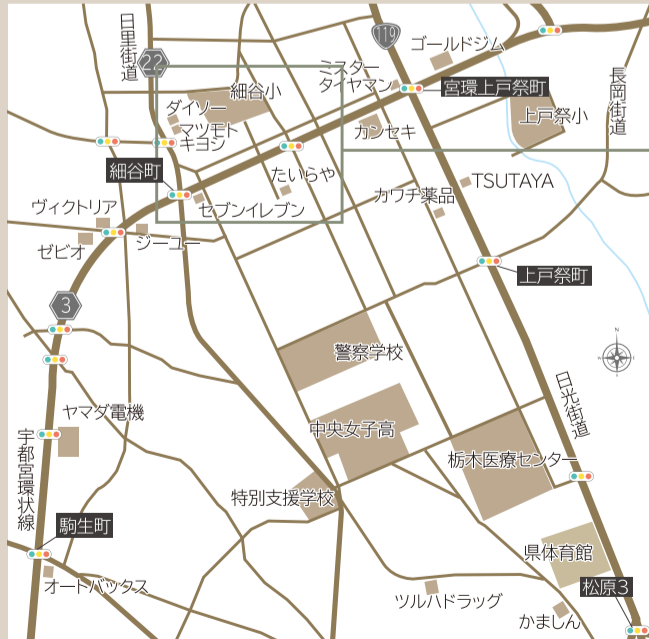 日里街道
22
119
ゴールドジム
ミスター
タイヤマン
宮環上戸祭町
長岡街道
細谷小
ダイソー
マツモト
キヨシ
カンセキ
上戸祭小
細谷町
たいらや
TSUTAYA
セブンイレブン
カワチ薬品
ヴィクトリア
ゼビオ
ジーユー
上戸祭町
3
警察学校
N
W
E
S
日光街道
ヤマダ電機
中央女子高
宇都宮環状線
栃木医療センター
特別支援学校
駒生町
県体育館
オートバックス
ツルハドラッグ
松原3
かましん